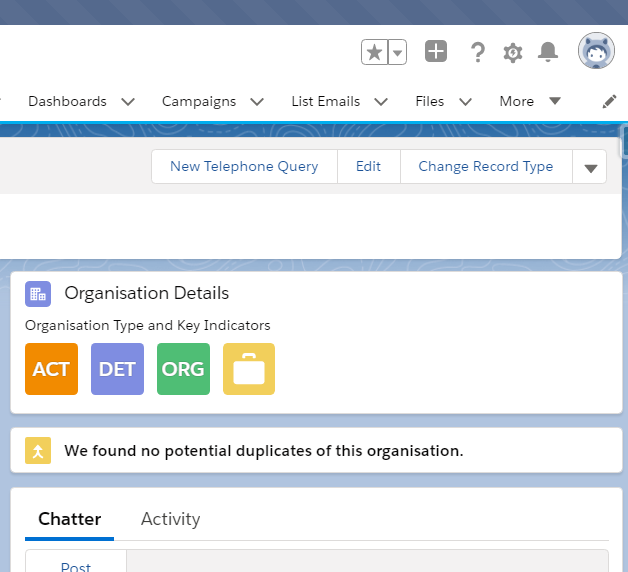 Dashboards Campaigns List Emails Files More
New Telephone Query Edit Change Record Type
Organisation Details
Organisation Type and Key Indicators
ACT DET ORG
We found no potential duplicates of this organisation.
Chatter Activity
Post